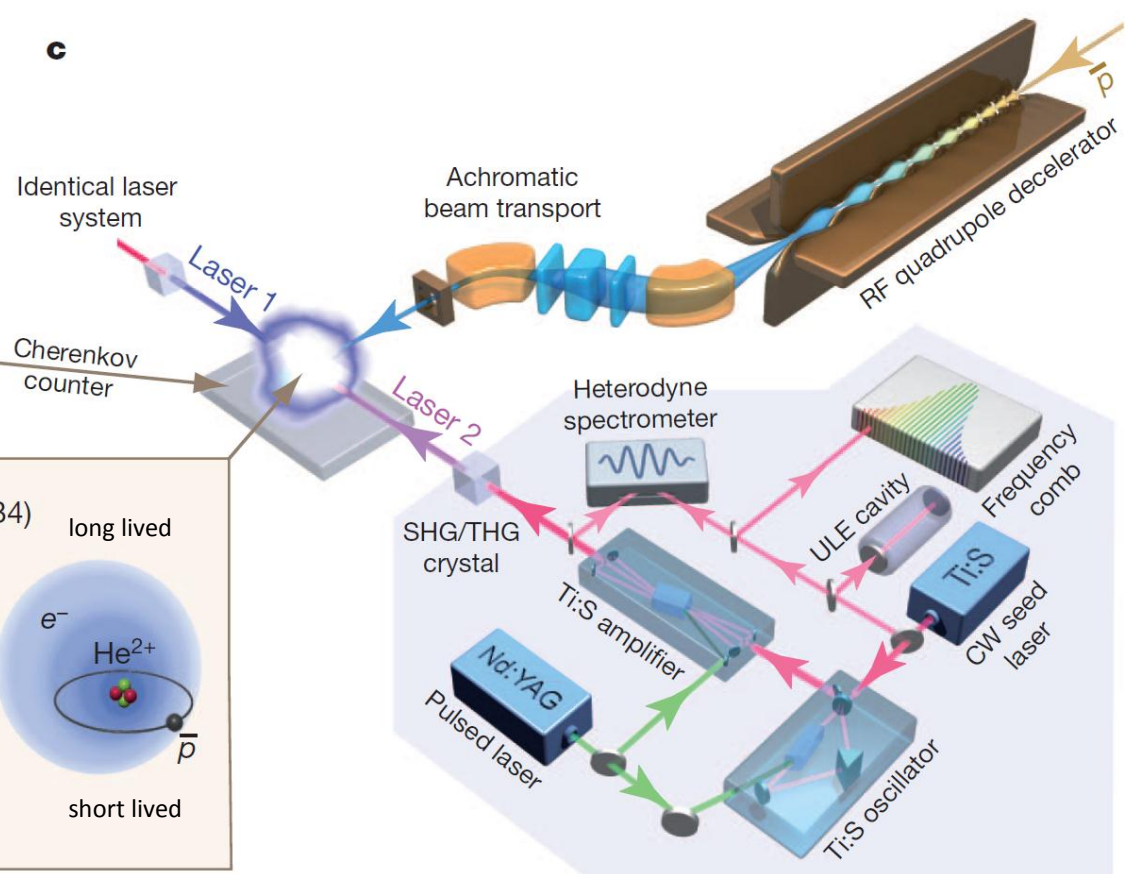 c
p
RF quadrupole decelerator
Achromatic
beam transport
Identical laser
system
Laser 1
Cherenkov
counter
Laser 2
Heterodyne
spectrometer
Frequency
comb
ULE cavity
SHG/THG
crystal
Ti:S
CW seed
laser
Ti:S amplifier
Nd:YAG
Pulsed laser
Ti:S oscillator
34)
long lived
e–
He2+
p
short lived